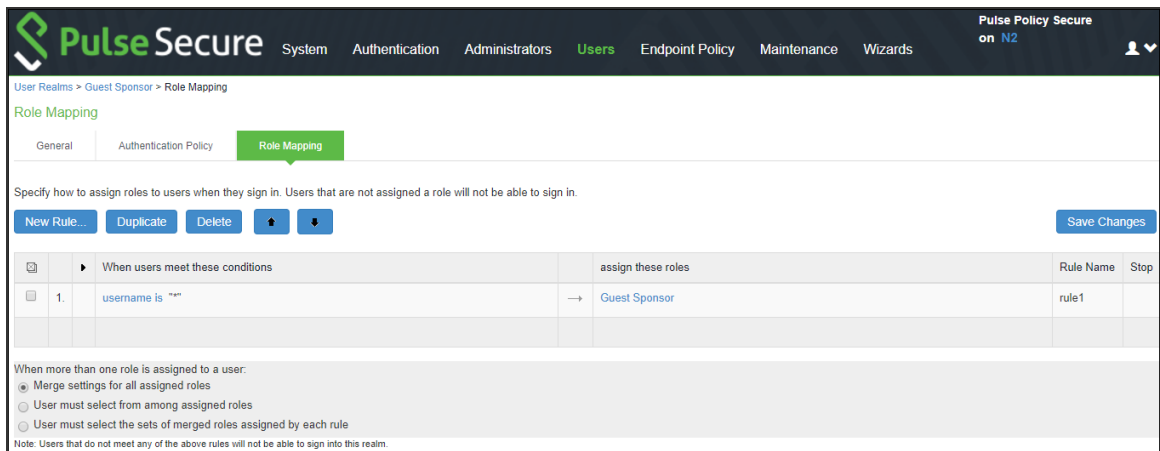 Pulse Secure
System Authentication Administrators Users Endpoint Policy Maintenance Wizards
Pulse Policy Secure
on N2
User Realms > Guest Sponsor > Role Mapping
Role Mapping
General Authentication Policy Role Mapping
Specify how to assign roles to users when they sign in. Users that are not assigned a role will not be able to sign in.
New Rule... Duplicate Delete Save Changes
When users meet these conditions assign these roles Rule Name Stop
1. username is "*" → Guest Sponsor rule1
When more than one role is assigned to a user:
Merge settings for all assigned roles
User must select from among assigned roles
User must select the sets of merged roles assigned by each rule
Note: Users that do not meet any of the above rules will not be able to sign into this realm.